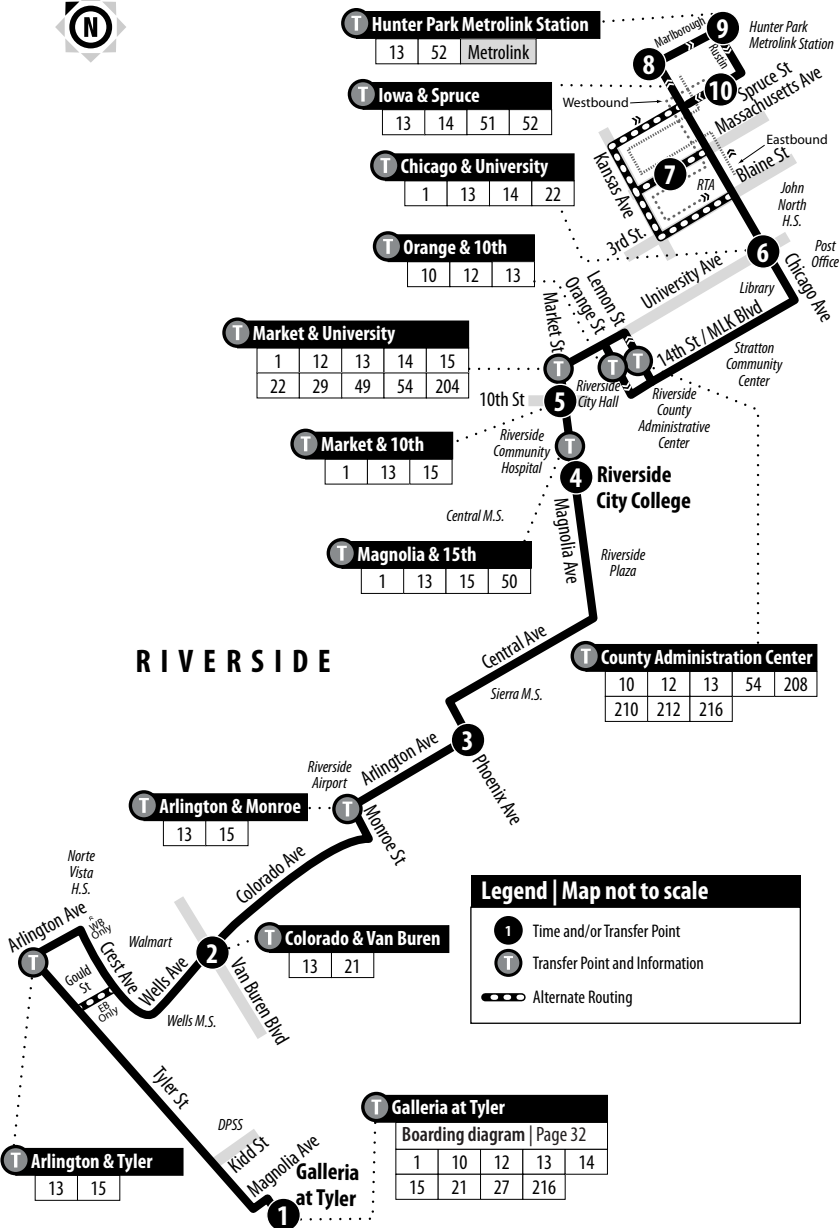 N
T Hunter Park Metrolink Station
13 52 Metrolink
T Iowa & Spruce
13 14 51 52
T Chicago & University
1 13 14 22
T Orange & 10th
10 12 13
T Market & University
1 12 13 14 15
22 29 49 54 204
T Market & 10th
1 13 15
T Magnolia & 15th
1 13 15 50
Marlborough
9
Hunter Park
Metrolink Station
Rustin
8
10
Spruce St
Massachusetts Ave
Westbound
Eastbound
Blaine St
Kansas Ave
7
RTA
3rd St.
John
North
H.S.
6
Post
Office
Chicago Ave
University Ave
Library
Lemon St
Orange St
Market St
14th St / MLK Blvd
Stratton
Community
Center
T
T
T
Riverside
City Hall
Riverside
County
Administrative
Center
10th St
5
Riverside
Community
Hospital
T
4
Riverside
City College
Central M.S.
Magnolia Ave
Riverside
Plaza
RIVERSIDE
Central Ave
Sierra M.S.
T County Administration Center
10 12 13 54 208
210 212 216
3
Phoenix Ave
Arlington Ave
Riverside
Airport
T
T Arlington & Monroe
13 15
Monroe St
Colorado Ave
Norte
Vista
H.S.
Arlington Ave
WB
Only
T
Crest Ave
Gould
St
EB
Only
Walmart
Wells Ave
Wells M.S.
2
Van Buren Blvd
T Colorado & Van Buren
13 21
Legend | Map not to scale
1 Time and/or Transfer Point
T Transfer Point and Information
Alternate Routing
Tyler St
DPSS
Kidd St
Magnolia Ave
Galleria
at Tyler
1
T Arlington & Tyler
13 15
T Galleria at Tyler
Boarding diagram | Page 32
1 10 12 13 14
15 21 27 216